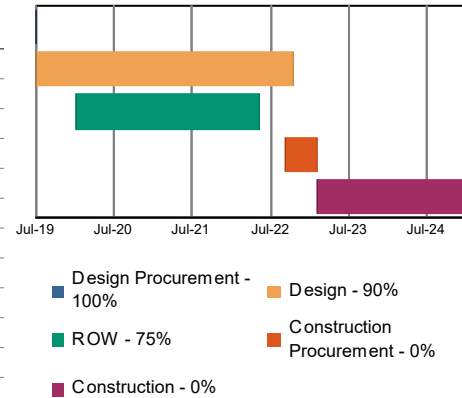 Jul-19 Jul-20 Jul-21 Jul-22 Jul-23 Jul-24
Design Procurement -
100%
Design - 90%
ROW - 75%
Construction
Procurement - 0%
Construction - 0%